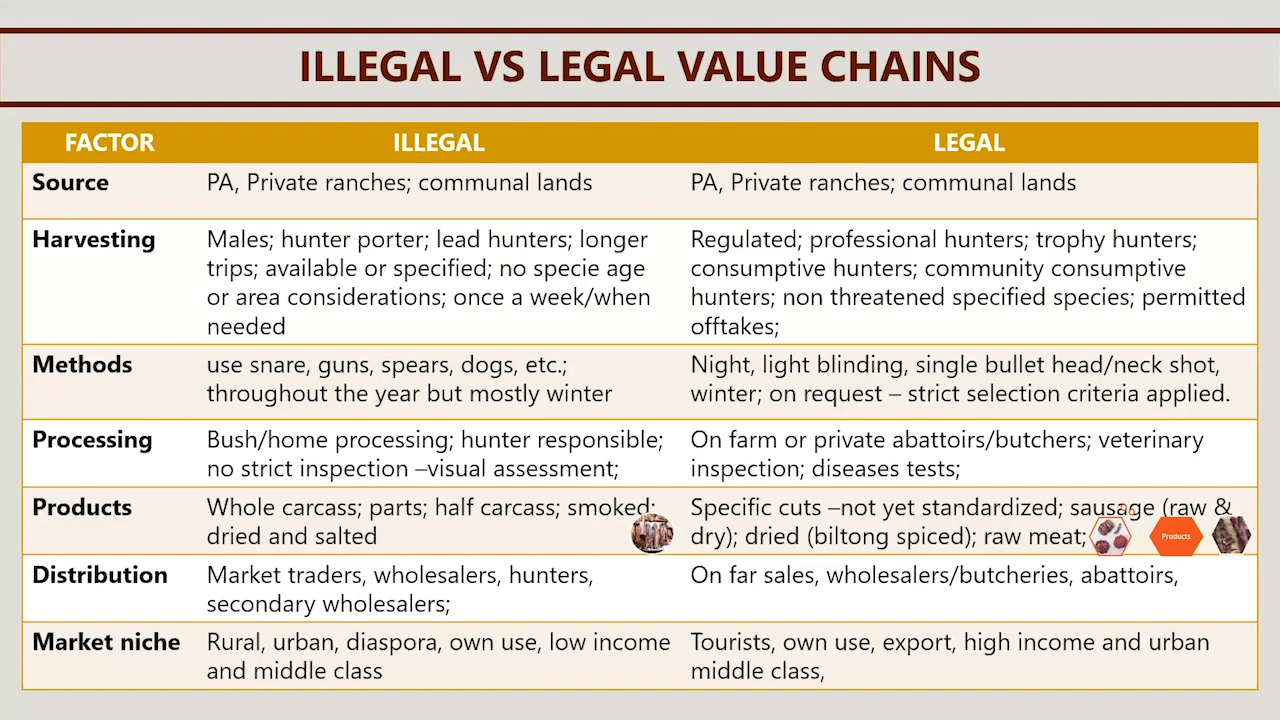 ILLEGAL VS LEGAL VALUE CHAINS
FACTOR ILLEGAL LEGAL
Source
PA, Private ranches; communal lands
PA, Private ranches; communal lands
Harvesting
Males; hunter porter; lead hunters; longer
trips; available or specified; no specie age
or area considerations; once a week/when
needed
Regulated; professional hunters; trophy hunters;
consumptive hunters; community consumptive
hunters; non threatened specified species; permitted
offtakes;
Methods
use snare, guns, spears, dogs, etc.;
throughout the year but mostly winter
Night, light blinding, single bullet head/neck shot,
winter; on request – strict selection criteria applied.
Processing
Bush/home processing; hunter responsible;
no strict inspection –visual assessment;
On farm or private abattoirs/butchers; veterinary
inspection; diseases tests;
Products
Whole carcass; parts; half carcass; smoked;
dried and salted
Specific cuts –not yet standardized; sausage (raw &
dry); dried (biltong spiced); raw meat;
Products
Distribution
Market traders, wholesalers, hunters,
secondary wholesalers;
On far sales, wholesalers/butcheries, abattoirs,
Market niche
Rural, urban, diaspora, own use, low income
and middle class
Tourists, own use, export, high income and urban
middle class,